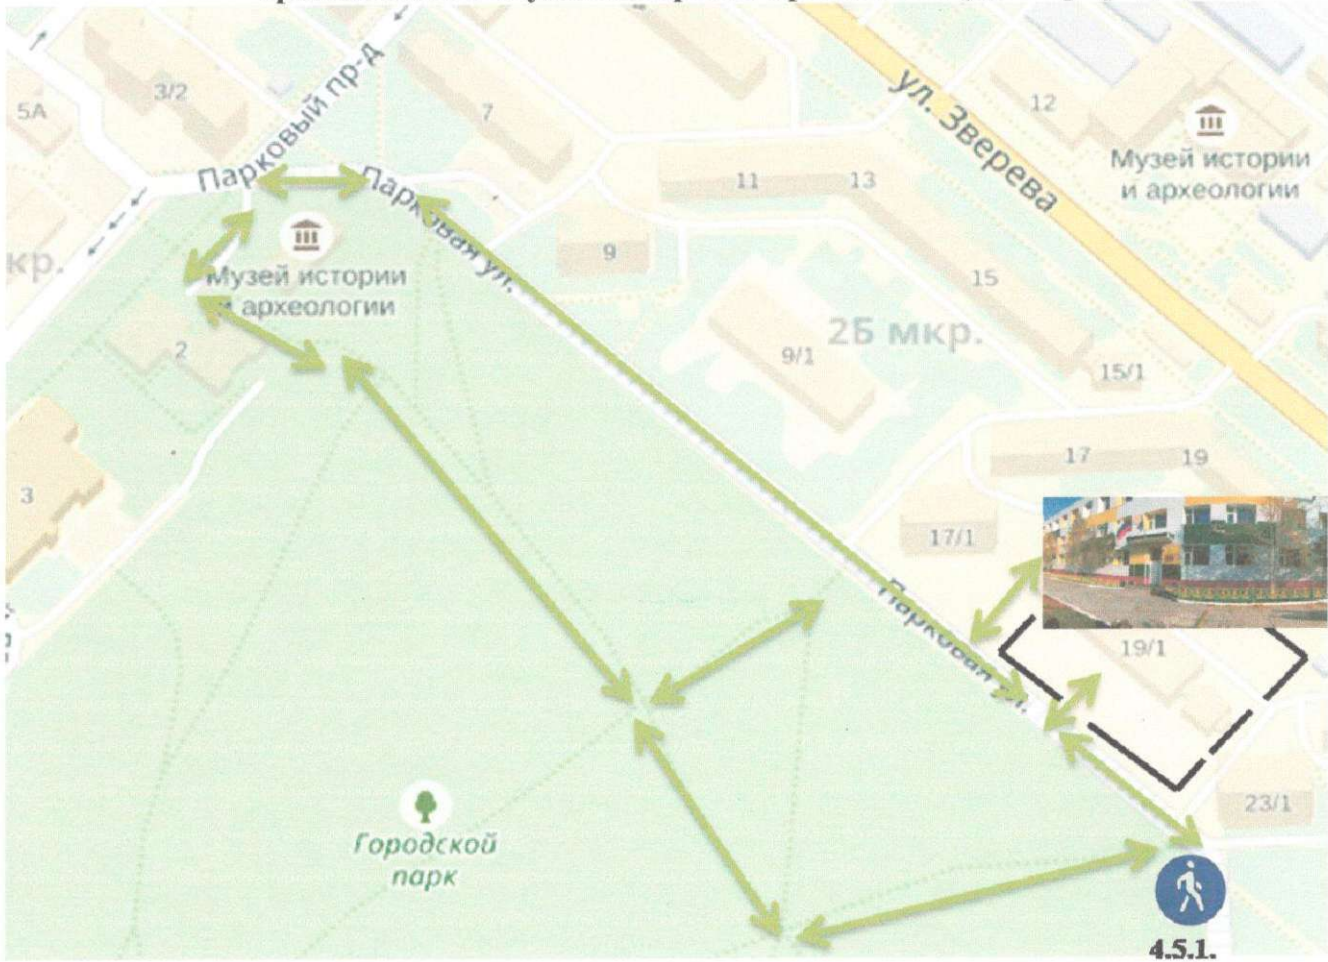 3/2
5А
Парковый пр-д
7
ул. Зверева
12
Музей истории
и археологии
11
13
Парковая ул.
9
15
Музей истории
и археологии
кр.
2
2Б мкр.
9/1
15/1
17
19
3
17/1
Парковая ул.
19/1
23/1
Городской
парк
4.5.1.